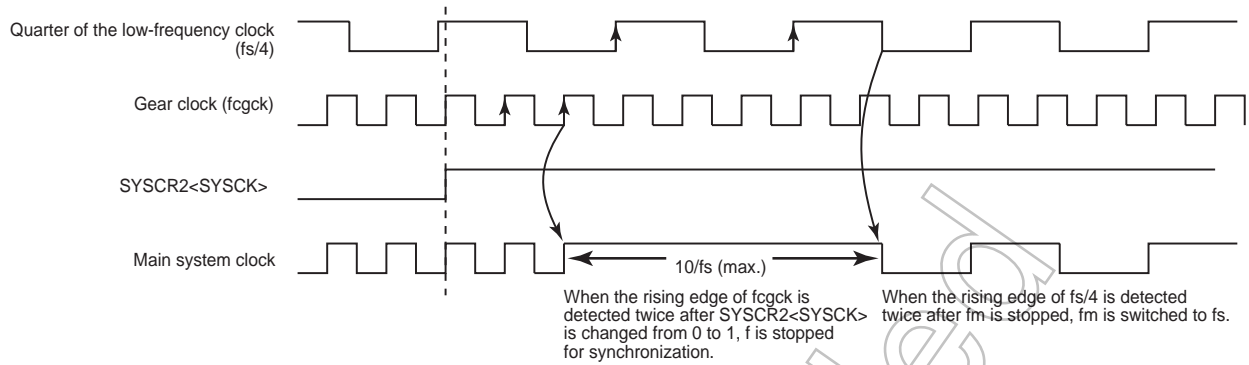 Quarter of the low-frequency clock
(fs/4)
Gear clock (fcgck)
SYSCR2<SYSCK>
Main system clock
10/fs (max.)
When the rising edge of fcgck is
detected twice after SYSCR2<SYSCK>
is changed from 0 to 1, f is stopped
for synchronization.
When the rising edge of fs/4 is detected
twice after fm is stopped, fm is switched to fs.